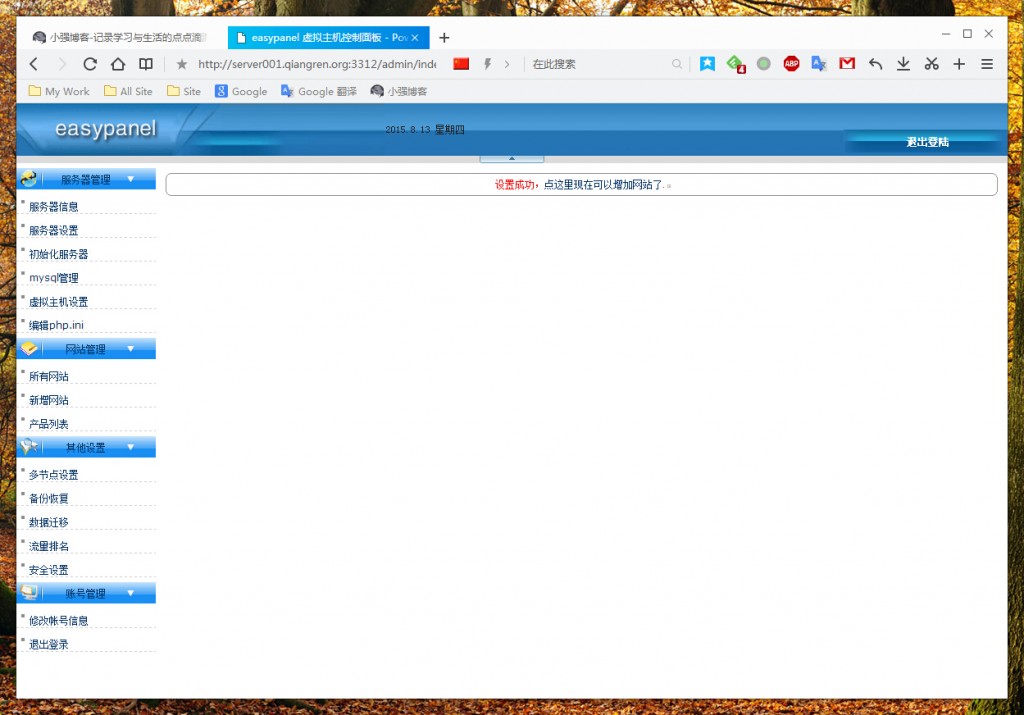 小强博客-记录学习与生活的点点滴
easypanel 虚拟主机控制面板 - Pow
http://server001.qiangren.org:3312/admin/inde
在此搜索
4
ABP
My Work
All Site
Site
Google
Google 翻译
小强博客
easypanel
2015.8.13 星期四
退出登陆
设置成功，点这里现在可以增加网站了.。
服务器管理
服务器信息
服务器设置
初始化服务器
mysql管理
虚拟主机设置
编辑php.ini
网站管理
所有网站
新增网站
产品列表
其他设置
多节点设置
备份恢复
数据迁移
流量排名
安全设置
账号管理
修改帐号信息
退出登录